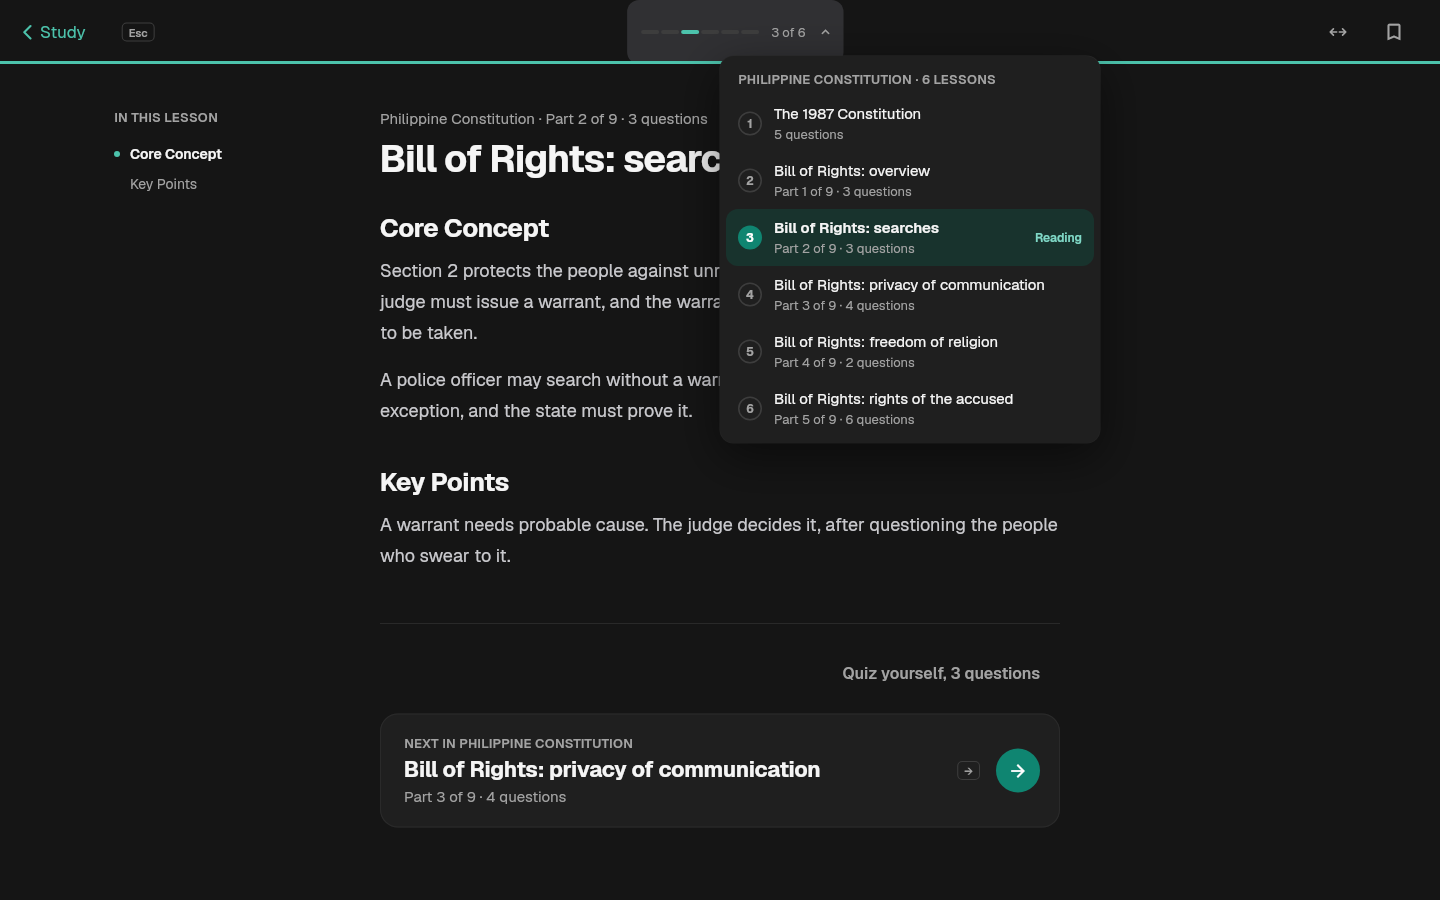 Study
Esc
3 of 6
IN THIS LESSON
Core Concept
Key Points
Philippine Constitution · Part 2 of 9 · 3 questions
Bill of Rights:
Core Concept
Section 2 protects the people against
judge must issue a warrant, and the
to be taken.
A police officer may search without a
exception, and the state must prove it.
Key Points
A warrant needs probable cause. The judge decides it, after questioning the people
who swear to it.
Quiz yourself, 3 questions
NEXT IN PHILIPPINE CONSTITUTION
Bill of Rights: privacy of communication
Part 3 of 9 · 4 questions
PHILIPPINE CONSTITUTION · 6 LESSONS
1
The 1987 Constitution
5 questions
2
Bill of Rights: overview
Part 1 of 9 · 3 questions
3
Bill of Rights: searches
Part 2 of 9 · 3 questions
Reading
4
Bill of Rights: privacy of communication
Part 3 of 9 · 4 questions
5
Bill of Rights: freedom of religion
Part 4 of 9 · 2 questions
6
Bill of Rights: rights of the accused
Part 5 of 9 · 6 questions